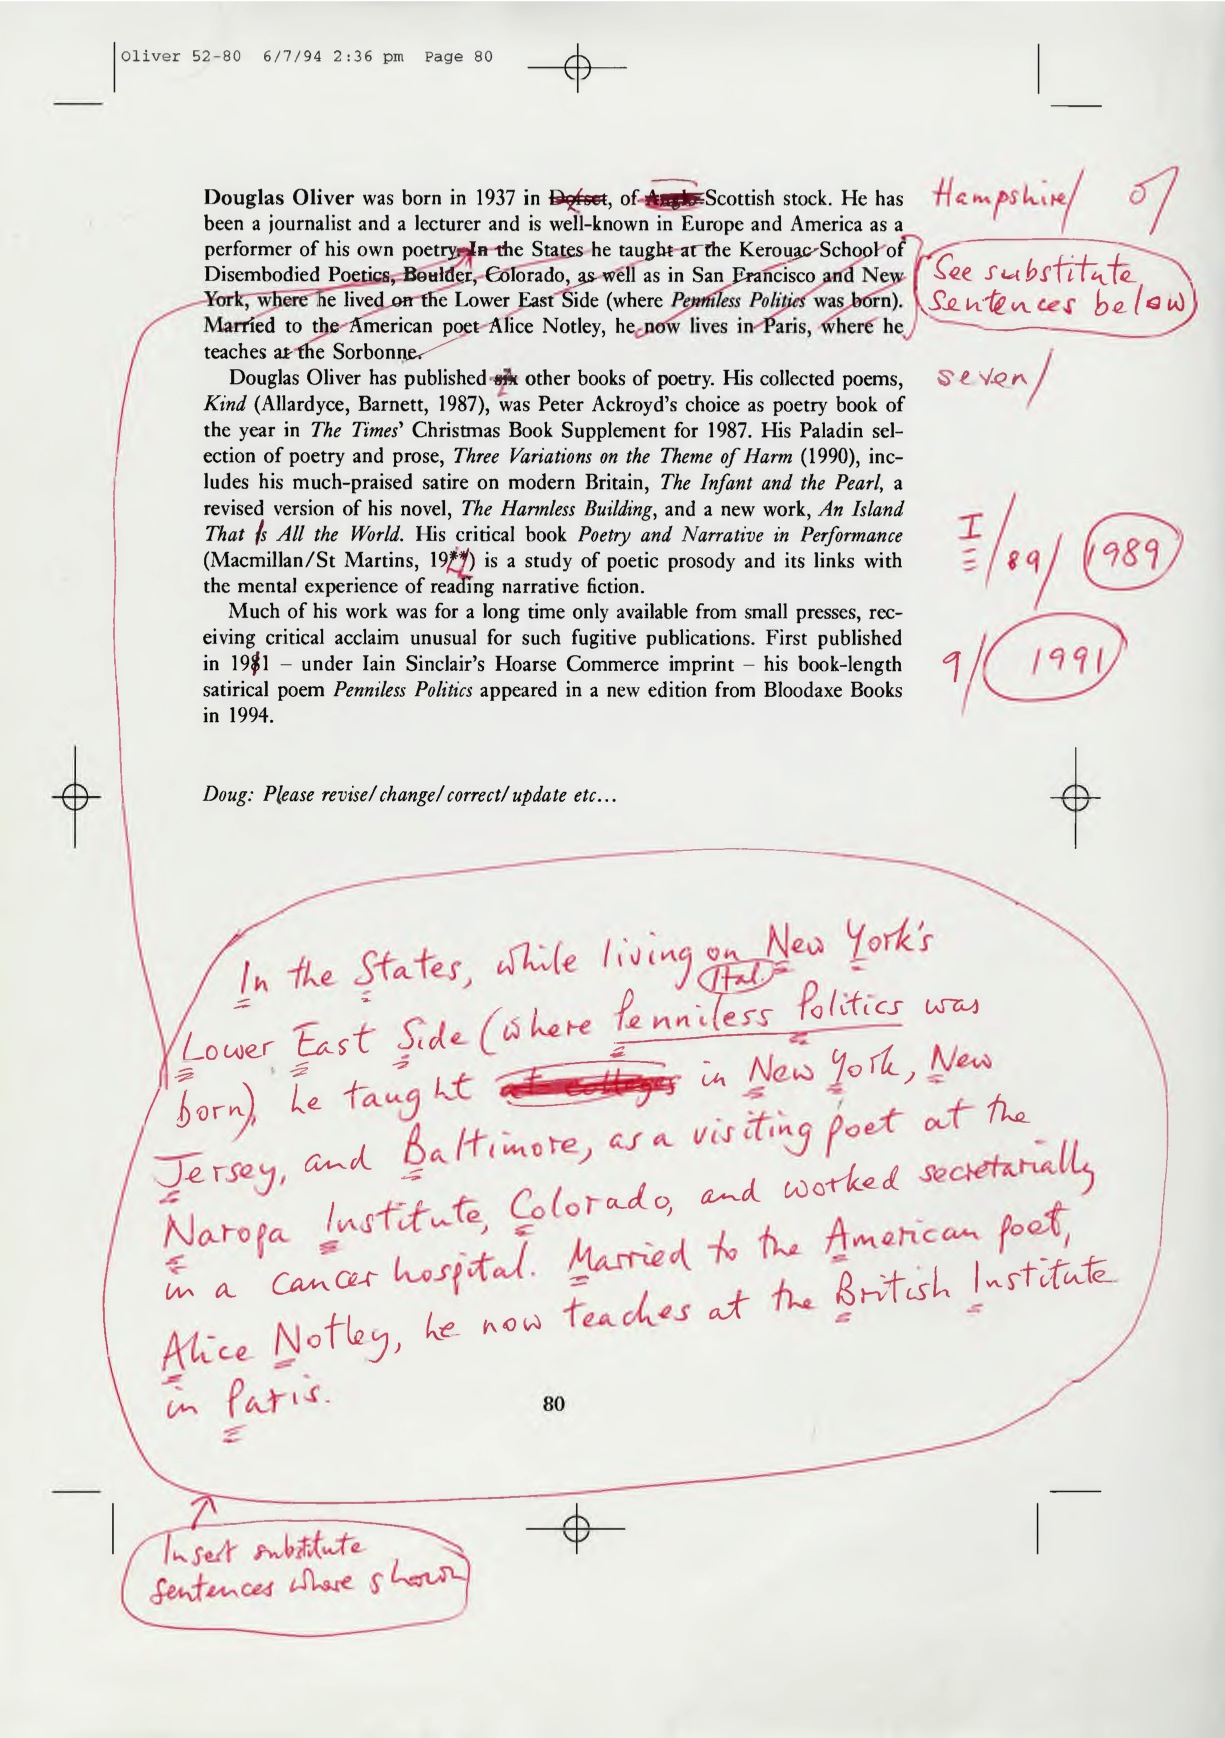 Oliver 52-80 6/7/94 2:36 pm Page 80
Douglas Oliver was born in 1937 in Dorset, of Anglo-Scottish stock. He has
Hampshire/
been a journalist and a lecturer and is well-known in Europe and America as a
performer of his own poetry. In the States he taught at the Kerouac School of
Disembodied Poetics, Boulder, Colorado, as well as in San Francisco and New
York, where he lived on the Lower East Side (where Penniless Politics was born).
Married to the American poet Alice Notley, he now lives in Paris, where he
teaches at the Sorbonne.
See substitute
sentences below
Douglas Oliver has published six other books of poetry. His collected poems,
seven/
Kind (Allardyce, Barnett, 1987), was Peter Ackroyd's choice as poetry book of
the year in The Times' Christmas Book Supplement for 1987. His Paladin sel-
ection of poetry and prose, Three Variations on the Theme of Harm (1990), inc-
ludes his much-praised satire on modern Britain, The Infant and the Pearl, a
revised version of his novel, The Harmless Building, and a new work, An Island
That Is All the World. His critical book Poetry and Narrative in Performance
(Macmillan/St Martins, 19**) is a study of poetic prosody and its links with
I/ 89/ 1989
the mental experience of reading narrative fiction.
Much of his work was for a long time only available from small presses, rec-
eiving critical acclaim unusual for such fugitive publications. First published
in 1981 – under Iain Sinclair's Hoarse Commerce imprint – his book-length
9/ 1991
satirical poem Penniless Politics appeared in a new edition from Bloodaxe Books
in 1994.
Doug: Please revise/change/correct/update etc...
In the States, while living on New York's
Ital.
Lower East Side (where Penniless Politics was
born), he taught at colleges in New York, New
Jersey, and Baltimore, as a visiting poet at the
Naropa Institute, Colorado, and worked secretarially
in a cancer hospital. Married to the American poet,
Alice Notley, he now teaches at the British Institute
in Paris.
80
Insert substitute
sentences where shown